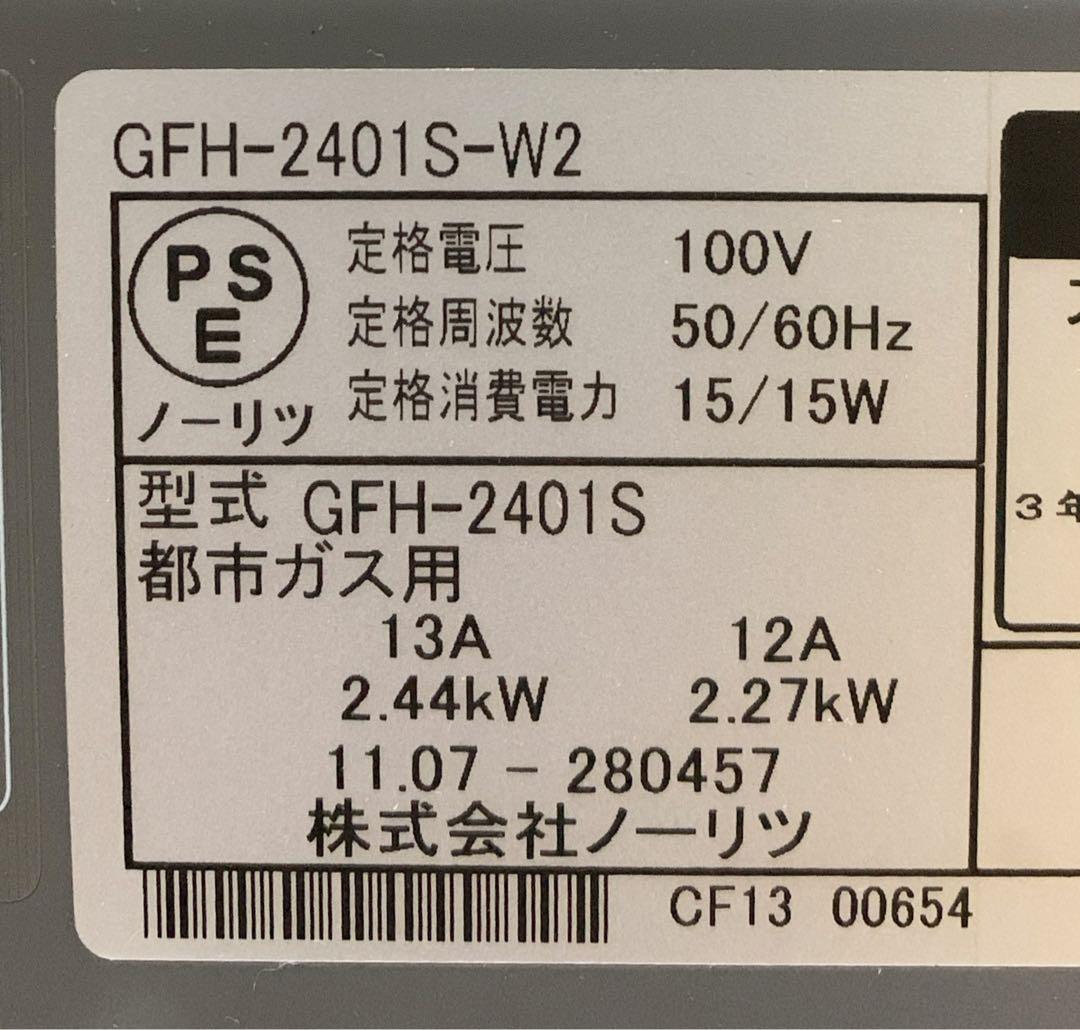 GFH-2401S-W2
PS
E
ノーリツ
定格電圧 100V
定格周波数 50/60Hz
定格消費電力 15/15W
型式 GFH-2401S
都市ガス用
13A 12A
2.44kW 2.27kW
11.07 - 280457
株式会社ノーリツ
CF13 00654
3年